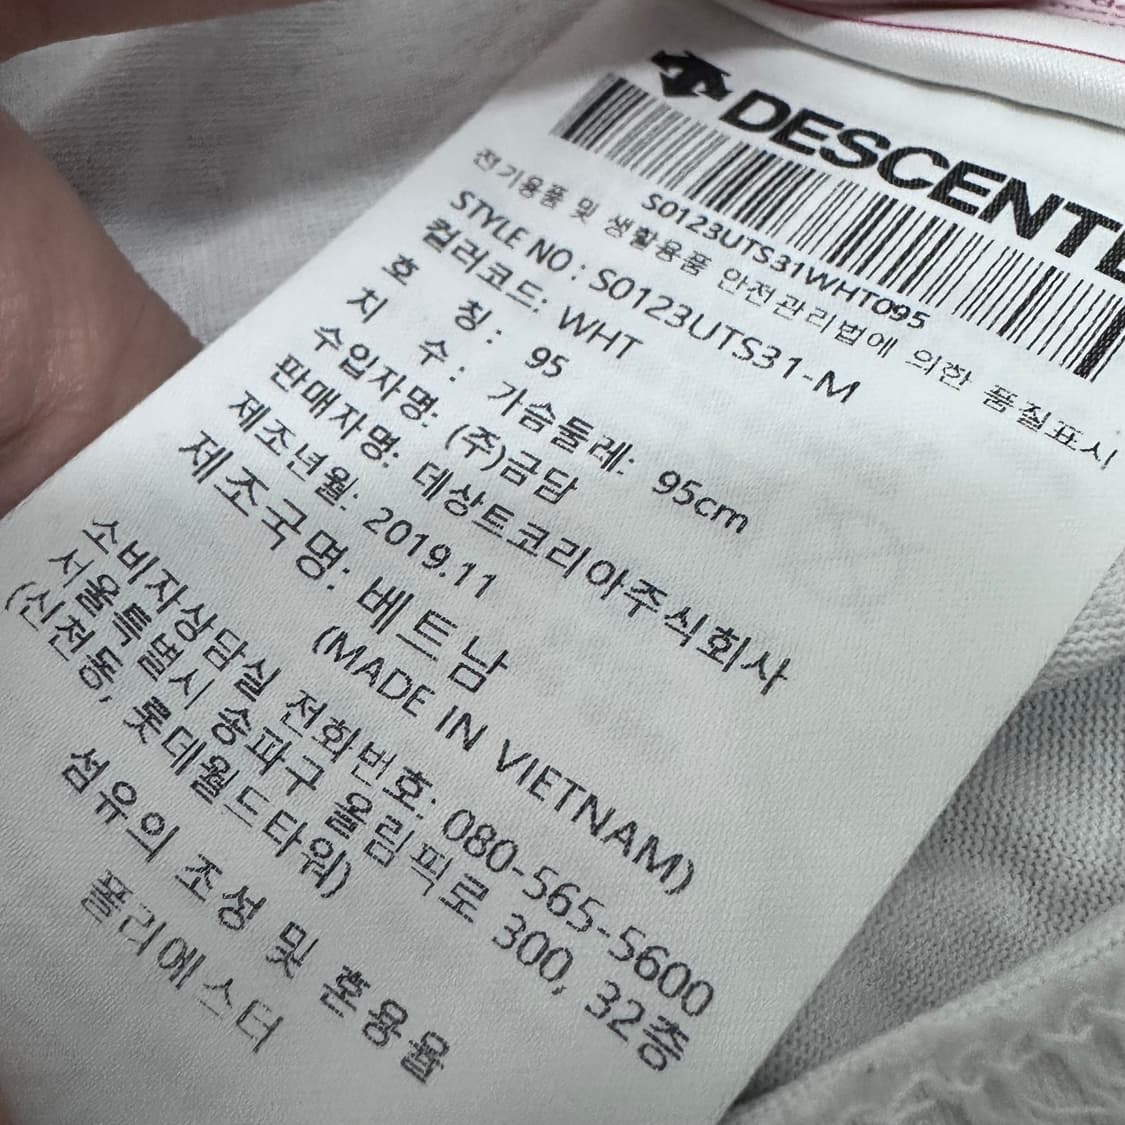 DESCENTE
S0123UTS31WHT095
전기용품 및 생활용품 안전관리법에 의한 품질표시
STYLE NO : S0123UTS31-M
컬러코드: WHT
호 칭: 95
치 수: 가슴둘레: 95cm
수입자명: (주)금담
판매자명: 데상트코리아주식회사
제조년월: 2019.11
제조국명: 베트남
(MADE IN VIETNAM)
소비자상담실 전화번호: 080-565-5600
서울특별시 송파구 올림픽로 300, 32층
(신천동, 롯데월드타워)
섬유의 조성 및 혼용율
폴리에스터